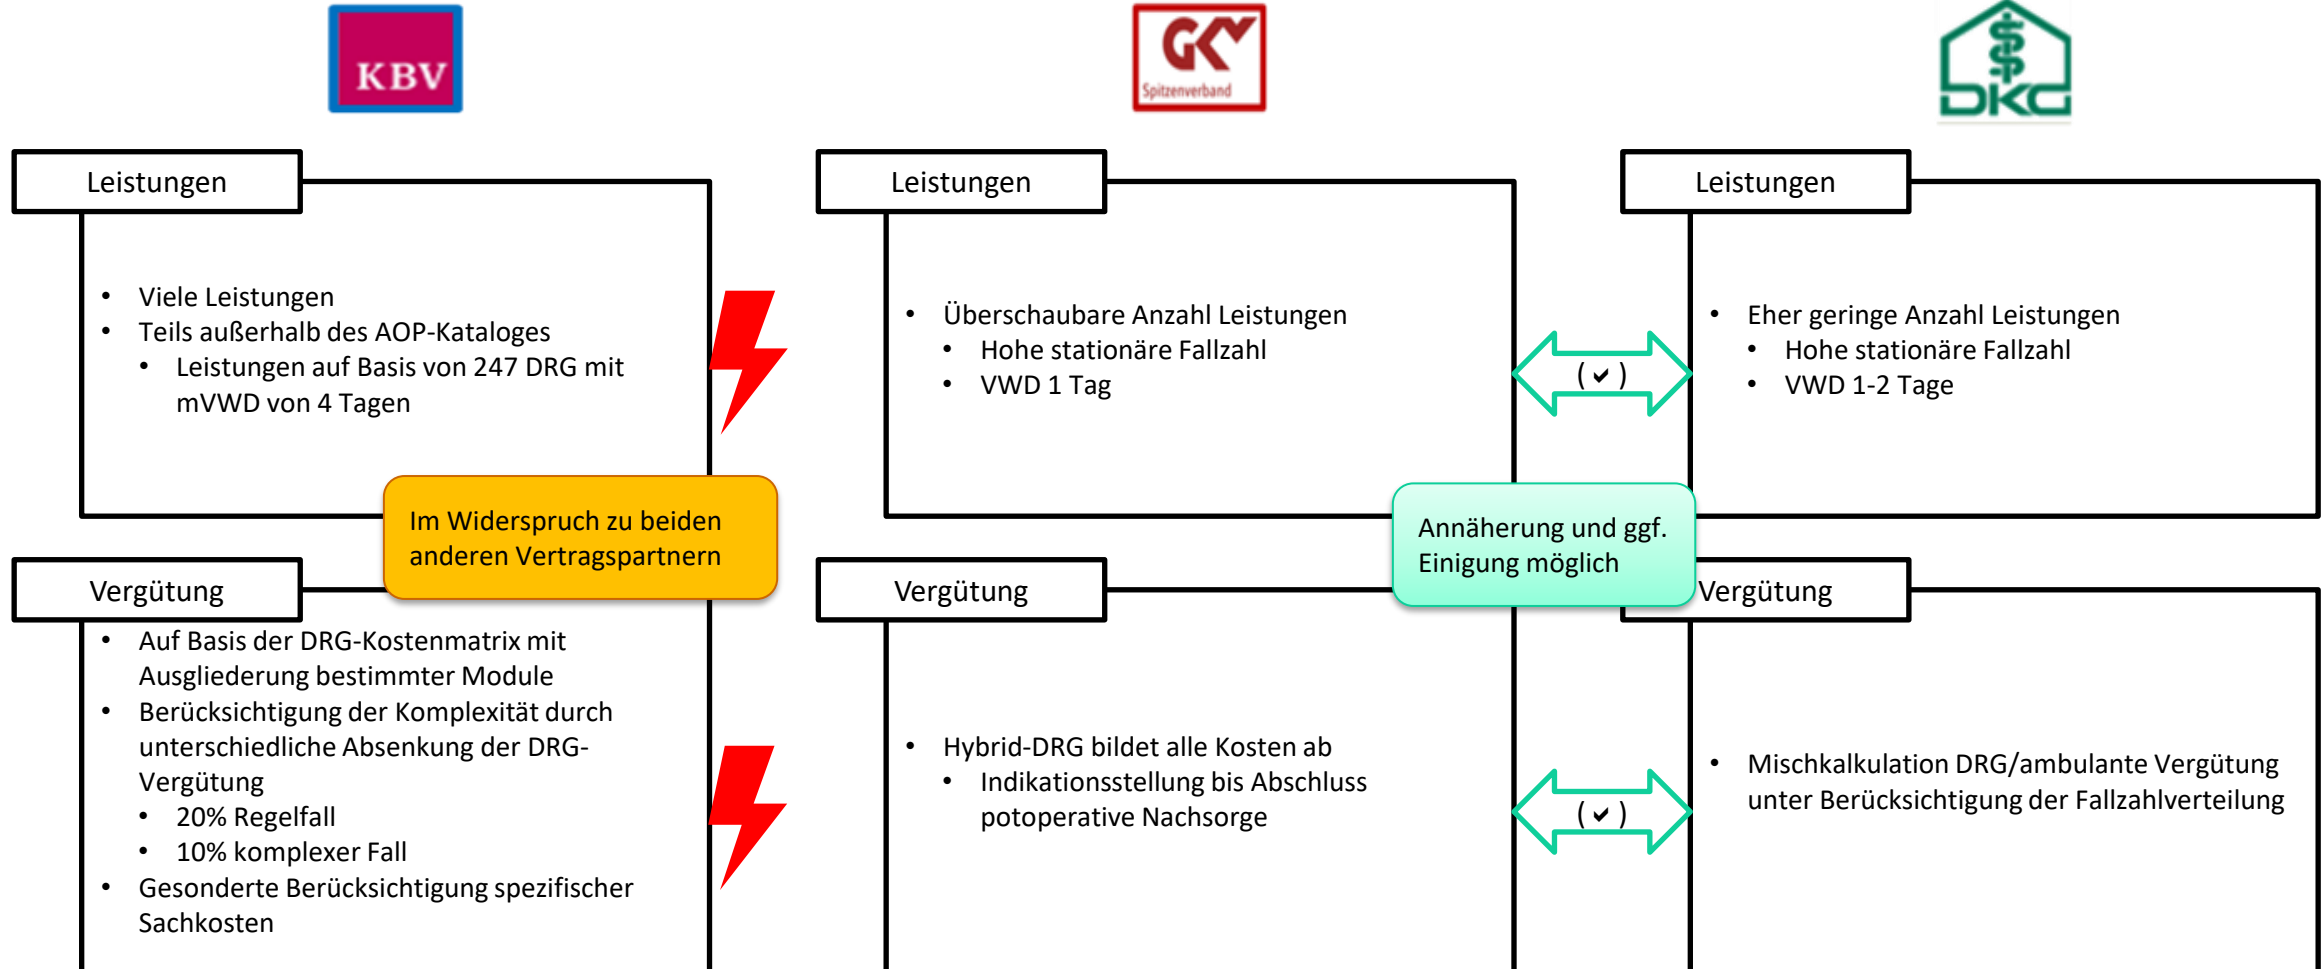 KBV
GKV
Spitzenverband
DKG
Leistungen
• Viele Leistungen
• Teils außerhalb des AOP-Kataloges
• Leistungen auf Basis von 247 DRG mit
mVWD von 4 Tagen
Leistungen
• Überschaubare Anzahl Leistungen
• Hohe stationäre Fallzahl
• VWD 1 Tag
(✔)
Leistungen
• Eher geringe Anzahl Leistungen
• Hohe stationäre Fallzahl
• VWD 1-2 Tage
Im Widerspruch zu beiden
anderen Vertragspartnern
Annäherung und ggf.
Einigung möglich
Vergütung
• Auf Basis der DRG-Kostenmatrix mit
Ausgliederung bestimmter Module
• Berücksichtigung der Komplexität durch
unterschiedliche Absenkung der DRG-
Vergütung
• 20% Regelfall
• 10% komplexer Fall
• Gesonderte Berücksichtigung spezifischer
Sachkosten
Vergütung
• Hybrid-DRG bildet alle Kosten ab
• Indikationsstellung bis Abschluss
potoperative Nachsorge
(✔)
Vergütung
• Mischkalkulation DRG/ambulante Vergütung
unter Berücksichtigung der Fallzahlverteilung